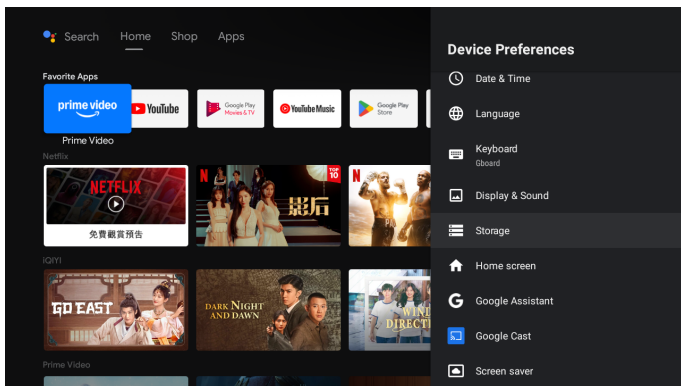 Search
Home
Shop
Apps
Favorite Apps
prime video
YouTube
Google Play
Movies & TV
YouTube Music
Google Play
Store
Prime Video
Netflix
NETFLIX
免費觀賞預告
N
TOP
10
影后
N
iQIYI
GO EAST
DARK NIGHT
AND DAWN
WIND
DIRECT
Prime Video
Device Preferences
Date & Time
Language
Keyboard
Gboard
Display & Sound
Storage
Home screen
Google Assistant
Google Cast
Screen saver